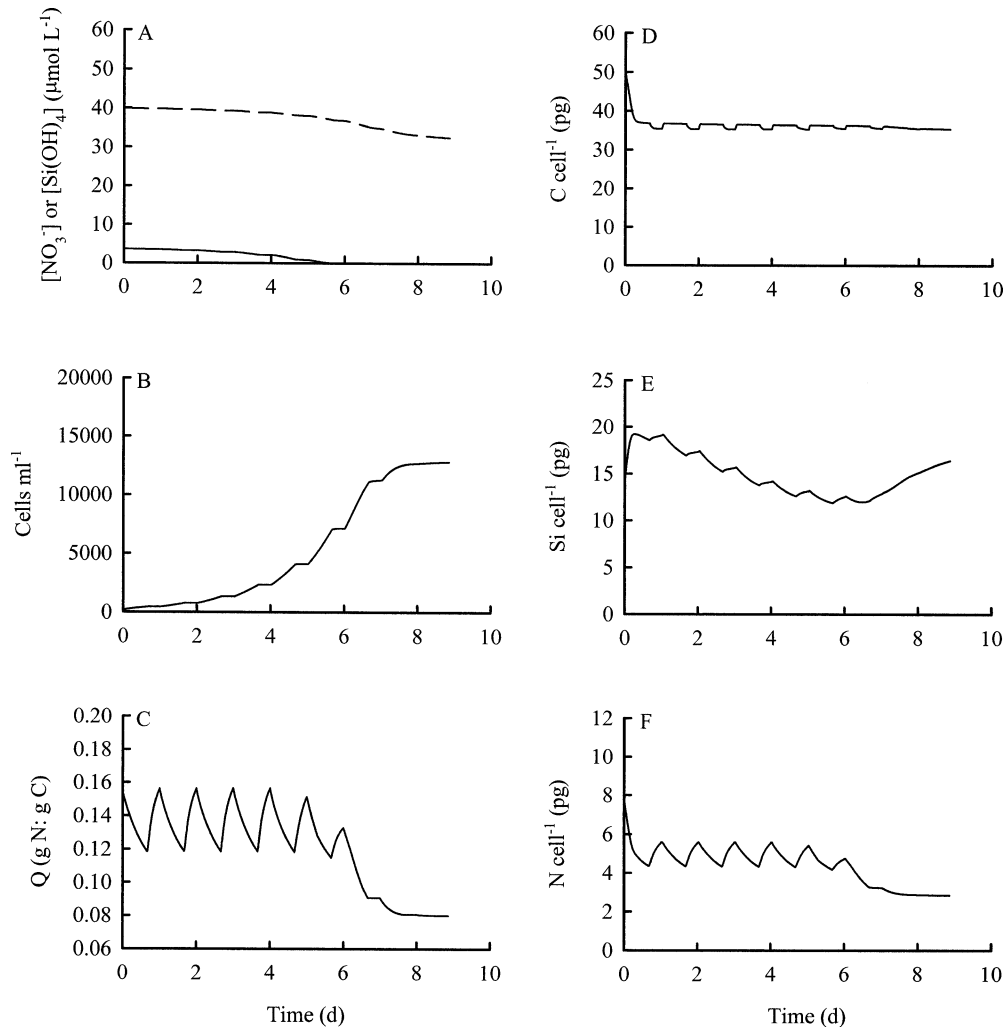 A
[NO₃⁻] or [Si(OH)₄] (μmol L⁻¹)
60
50
40
30
20
10
0
0 2 4 6 8 10
D
C cell⁻¹ (pg)
60
50
40
30
20
10
0
0 2 4 6 8 10
B
Cells ml⁻¹
20000
15000
10000
5000
0
0 2 4 6 8 10
E
Si cell⁻¹ (pg)
25
20
15
10
5
0
0 2 4 6 8 10
C
Q (g N: g C)
0.20
0.18
0.16
0.14
0.12
0.10
0.08
0.06
0 2 4 6 8 10
Time (d)
F
N cell⁻¹ (pg)
12
10
8
6
4
2
0
0 2 4 6 8 10
Time (d)